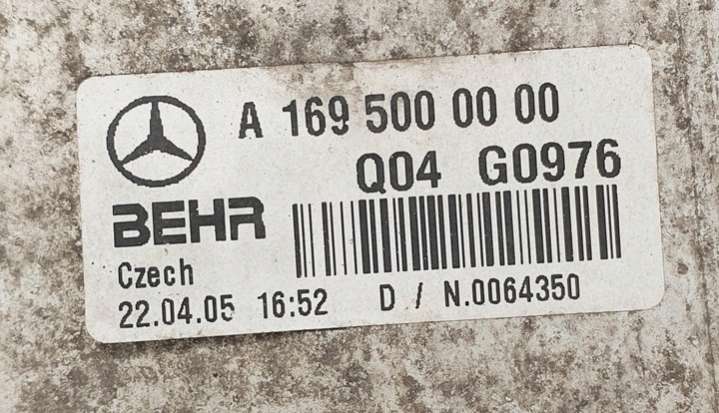 A 169 500 00 00
Q04 G0976
BEHR
Czech
22.04.05 16:52 D / N.0064350